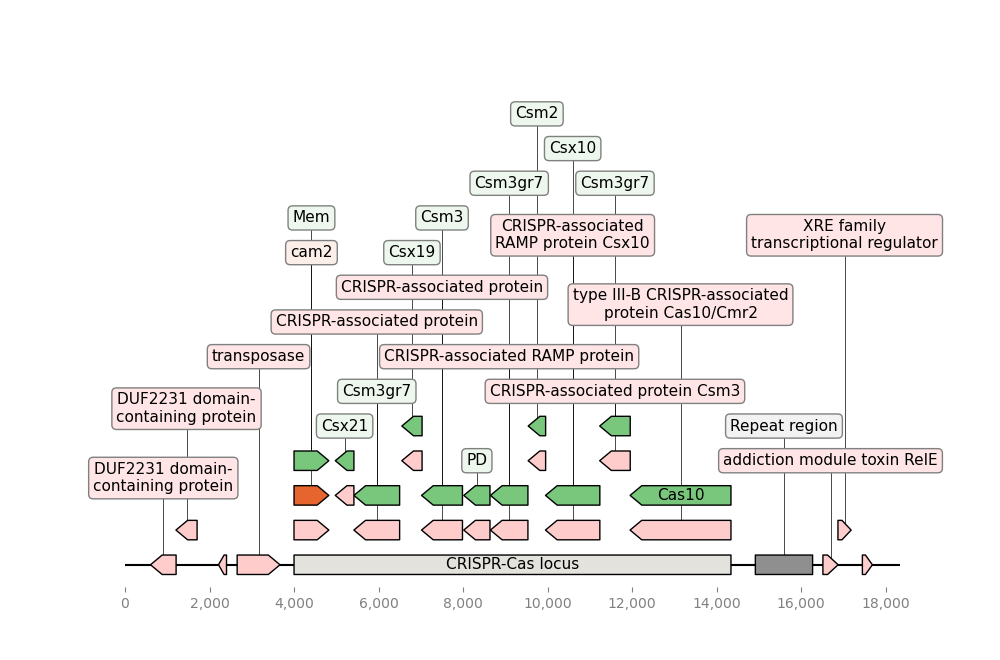 Csm2
Csx10
Csm3gr7
Csm3gr7
Mem
Csm3
CRISPR-associated
RAMP protein Csx10
XRE family
transcriptional regulator
cam2
Csx19
CRISPR-associated protein
type III-B CRISPR-associated
protein Cas10/Cmr2
CRISPR-associated protein
transposase
CRISPR-associated RAMP protein
DUF2231 domain-
containing protein
Csm3gr7
CRISPR-associated protein Csm3
Csx21
Repeat region
DUF2231 domain-
containing protein
PD
addiction module toxin RelE
Cas10
CRISPR-Cas locus
0
2,000
4,000
6,000
8,000
10,000
12,000
14,000
16,000
18,000